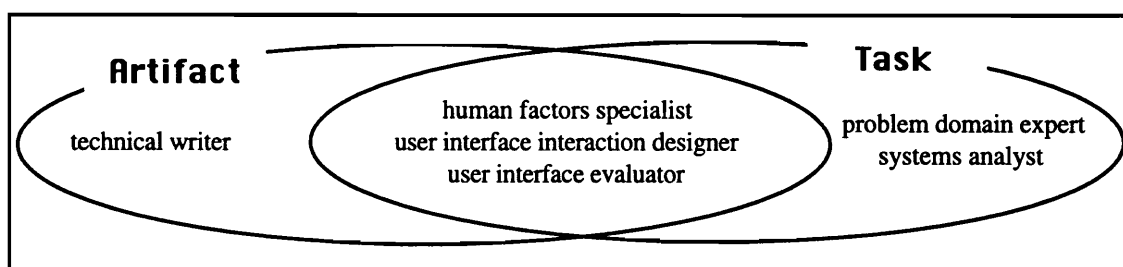 Artifact
Task
technical writer
human factors specialist
user interface interaction designer
user interface evaluator
problem domain expert
systems analyst